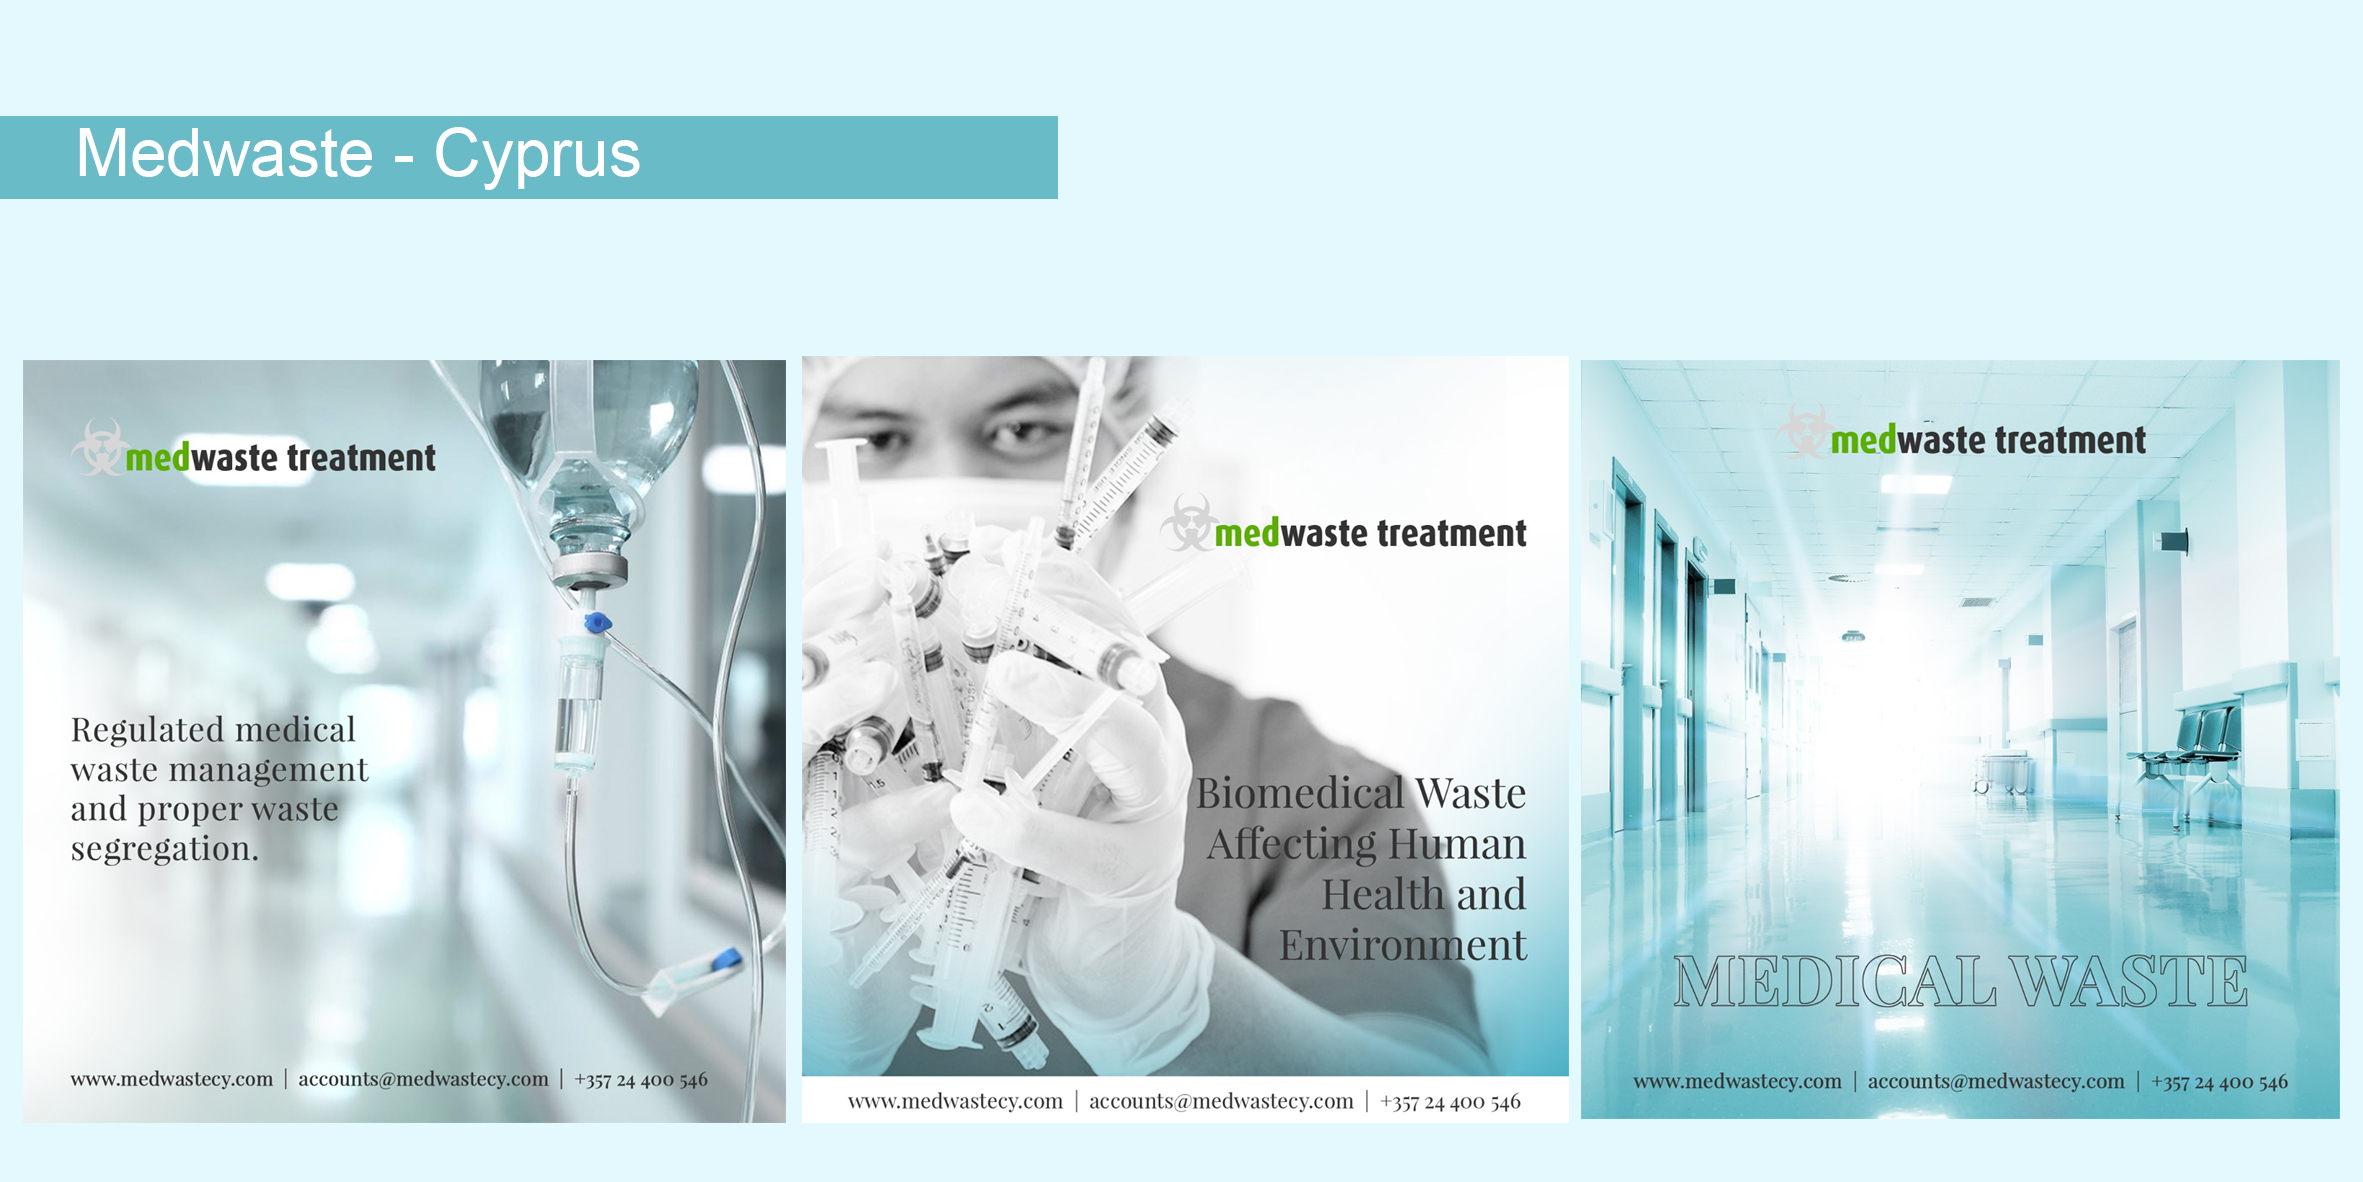 Medwaste - Cyprus
medwaste treatment
Regulated medical
waste management
and proper waste
segregation.
www.medwastecy.com | accounts@medwastecy.com | +357 24 400 546
medwaste treatment
Biomedical Waste
Affecting Human
Health and
Environment
www.medwastecy.com | accounts@medwastecy.com | +357 24 400 546
medwaste treatment
MEDICAL WASTE
www.medwastecy.com | accounts@medwastecy.com | +357 24 400 546